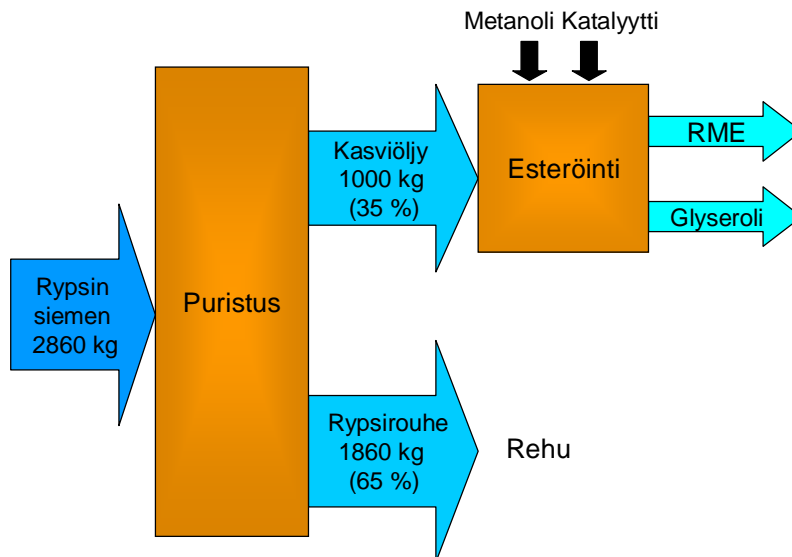 Metanoli Katalyytti
Kasviöljy
1000 kg
(35 %)
Esteröinti
RME
Glyseroli
Rypsin
siemen
2860 kg
Puristus
Rypsirouhe
1860 kg
(65 %)
Rehu